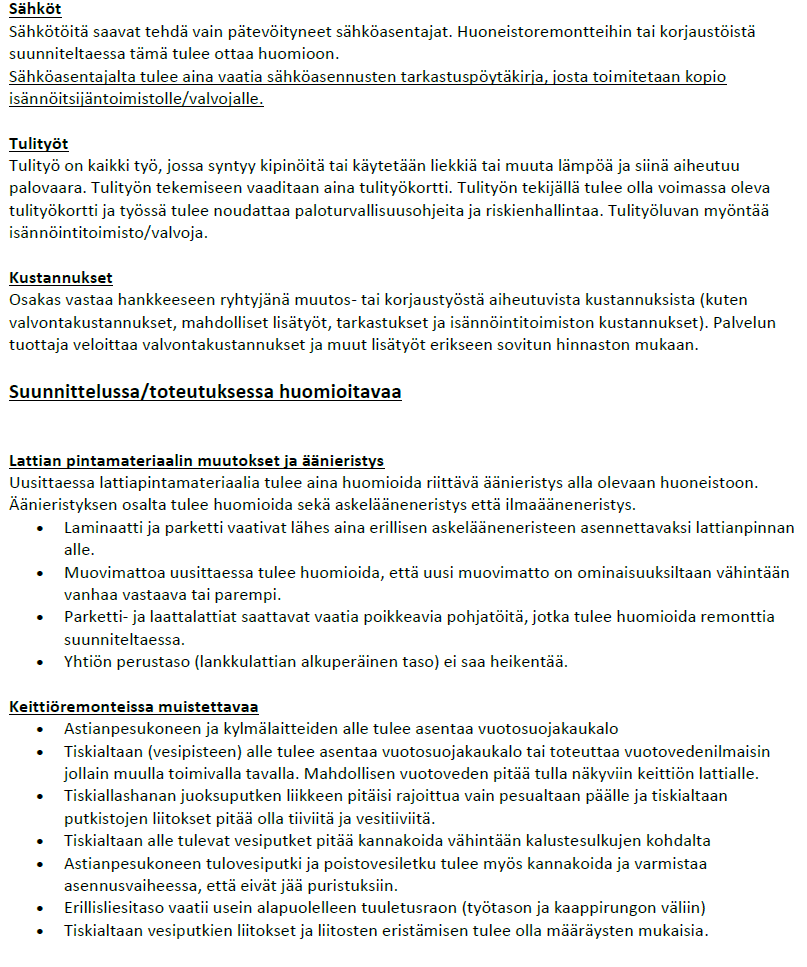 Sähköt
Sähkötöitä saavat tehdä vain pätevöityneet sähköasentajat. Huoneistoremontteihin tai korjaustöistä
suunniteltaessa tämä tulee ottaa huomioon.
Sähköasentajalta tulee aina vaatia sähköasennusten tarkastuspöytäkirja, josta toimitetaan kopio
isännöitsijäntoimistolle/valvojalle.
Tulityöt
Tulityö on kaikki työ, jossa syntyy kipinöitä tai käytetään liekkiä tai muuta lämpöä ja siinä aiheutuu
palovaara. Tulityön tekemiseen vaaditaan aina tulityökortti. Tulityön tekijällä tulee olla voimassa oleva
tulityökortti ja työssä tulee noudattaa paloturvallisuusohjeita ja riskienhallintaa. Tulityöluvan myöntää
isännöintitoimisto/valvoja.
Kustannukset
Osakas vastaa hankkeeseen ryhtyjänä muutos- tai korjaustyöstä aiheutuvista kustannuksista (kuten
valvontakustannukset, mahdolliset lisätyöt, tarkastukset ja isännöintitoimiston kustannukset). Palvelun
tuottaja veloittaa valvontakustannukset ja muut lisätyöt erikseen sovitun hinnaston mukaan.
Suunnittelussa/toteutuksessa huomioitavaa
Lattian pintamateriaalin muutokset ja äänieristys
Uusittaessa lattiapintamateriaalia tulee aina huomioida riittävä äänieristys alla olevaan huoneistoon.
Äänieristyksen osalta tulee huomioida sekä askelääneneristys että ilmaääneneristys.
• Laminaatti ja parketti vaativat lähes aina erillisen askelääneneristeen asennettavaksi lattianpinnan
alle.
• Muovimattoa uusittaessa tulee huomioida, että uusi muovimatto on ominaisuuksiltaan vähintään
vanhaa vastaava tai parempi.
• Parketti- ja laattalattiat saattavat vaatia poikkeavia pohjatöitä, jotka tulee huomioida remonttia
suunniteltaessa.
• Yhtiön perustaso (lankkulattian alkuperäinen taso) ei saa heikentää.
Keittiöremonteissa muistettavaa
• Astianpesukoneen ja kylmälaitteiden alle tulee asentaa vuotosuojakaukalo
• Tiskialtaan (vesipisteen) alle tulee asentaa vuotosuojakaukalo tai toteuttaa vuotovedenilmaisin
jollain muulla toimivalla tavalla. Mahdollisen vuotoveden pitää tulla näkyviin keittiön lattialle.
• Tiskiallashanan juoksuputken liikkeen pitäisi rajoittua vain pesualtaan päälle ja tiskialtaan
putkistojen liitokset pitää olla tiiviitä ja vesitiiviitä.
• Tiskialtaan alle tulevat vesiputket pitää kannakoida vähintään kalustesulkujen kohdalta
• Astianpesukoneen tulovesiputki ja poistovesiletku tulee myös kannakoida ja varmistaa
asennusvaiheessa, että eivät jää puristuksiin.
• Erillisliesitaso vaatii usein alapuolelleen tuuletusraon (työtason ja kaappirungon väliin)
• Tiskialtaan vesiputkien liitokset ja liitosten eristämisen tulee olla määräysten mukaisia.